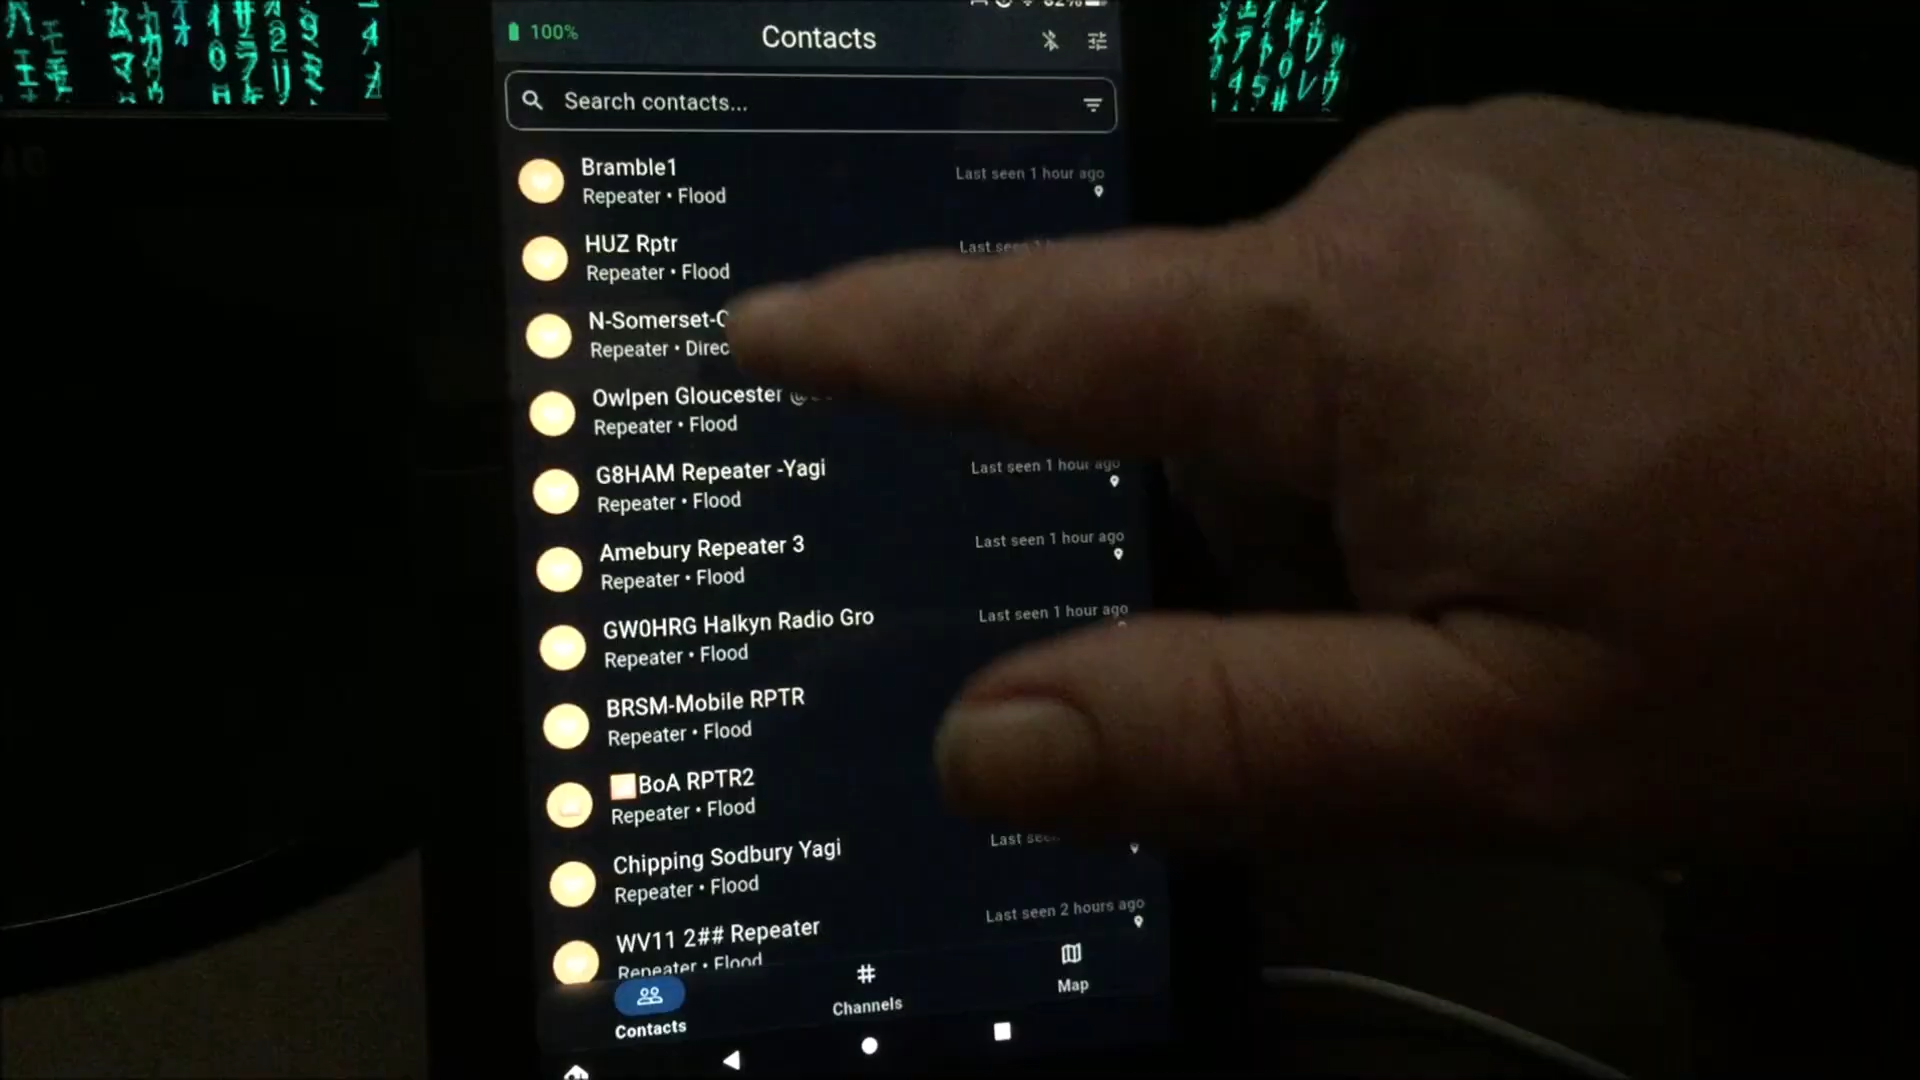 100%
Contacts
Search contacts...
Bramble1
Last seen 1 hour ago
Repeater • Flood
HUZ Rptr
Last seen
Repeater • Flood
N-Somerset-
Repeater • Direc
Owlpen Gloucester
Repeater • Flood
G8HAM Repeater -Yagi
Last seen 1 hour ago
Repeater • Flood
Amebury Repeater 3
Last seen 1 hour ago
Repeater • Flood
GW0HRG Halkyn Radio Gro
Last seen 1 hour ago
Repeater • Flood
BRSM-Mobile RPTR
Repeater • Flood
BoA RPTR2
Repeater • Flood
Chipping Sodbury Yagi
Last
Repeater • Flood
WV11 2## Repeater
Last seen 2 hours ago
Repeater • Flood
Contacts
Channels
Map